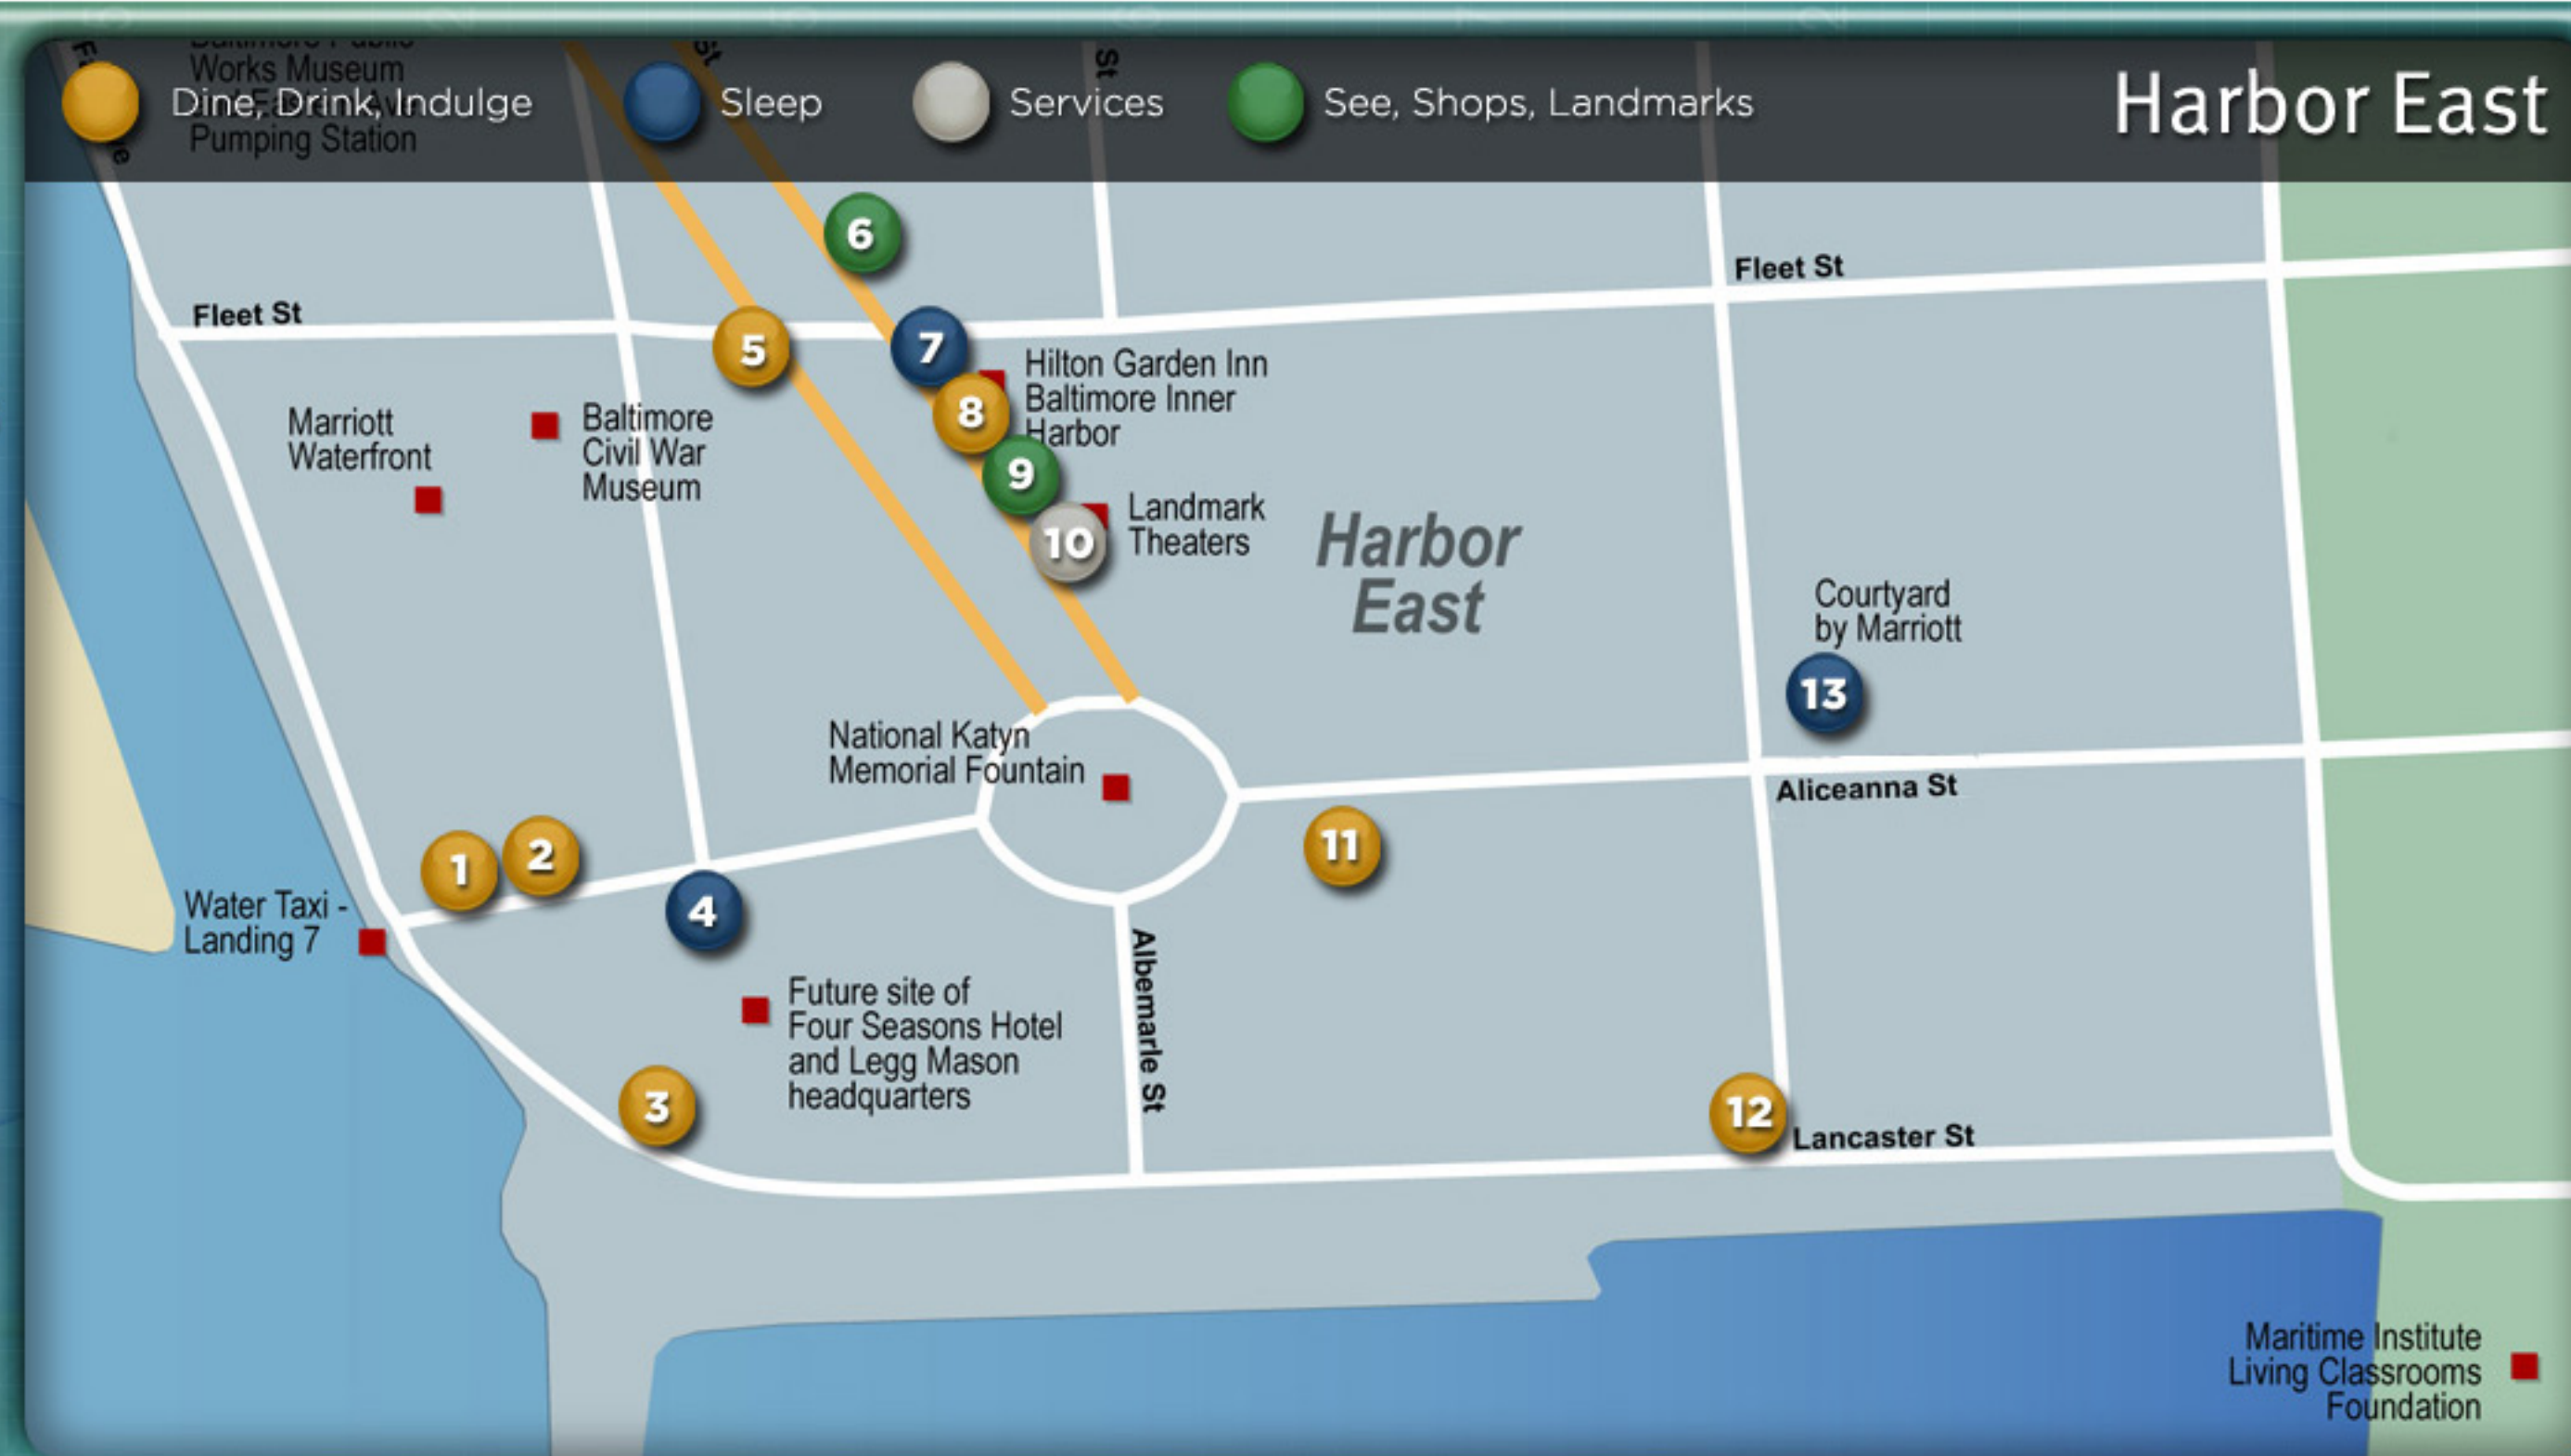 Baltimore Public
Works Museum
Pumping Station
Dine, Drink, Indulge
Sleep
Services
See, Shops, Landmarks
Harbor East
St
St
6
Fleet St
Fleet St
5
7
Hilton Garden Inn
Baltimore Inner
Harbor
8
Marriott
Waterfront
Baltimore
Civil War
Museum
9
10
Landmark
Theaters
Harbor
East
Courtyard
by Marriott
13
National Katyn
Memorial Fountain
Aliceanna St
1
2
11
4
Water Taxi -
Landing 7
Albemarle St
Future site of
Four Seasons Hotel
and Legg Mason
headquarters
3
12
Lancaster St
Maritime Institute
Living Classrooms
Foundation